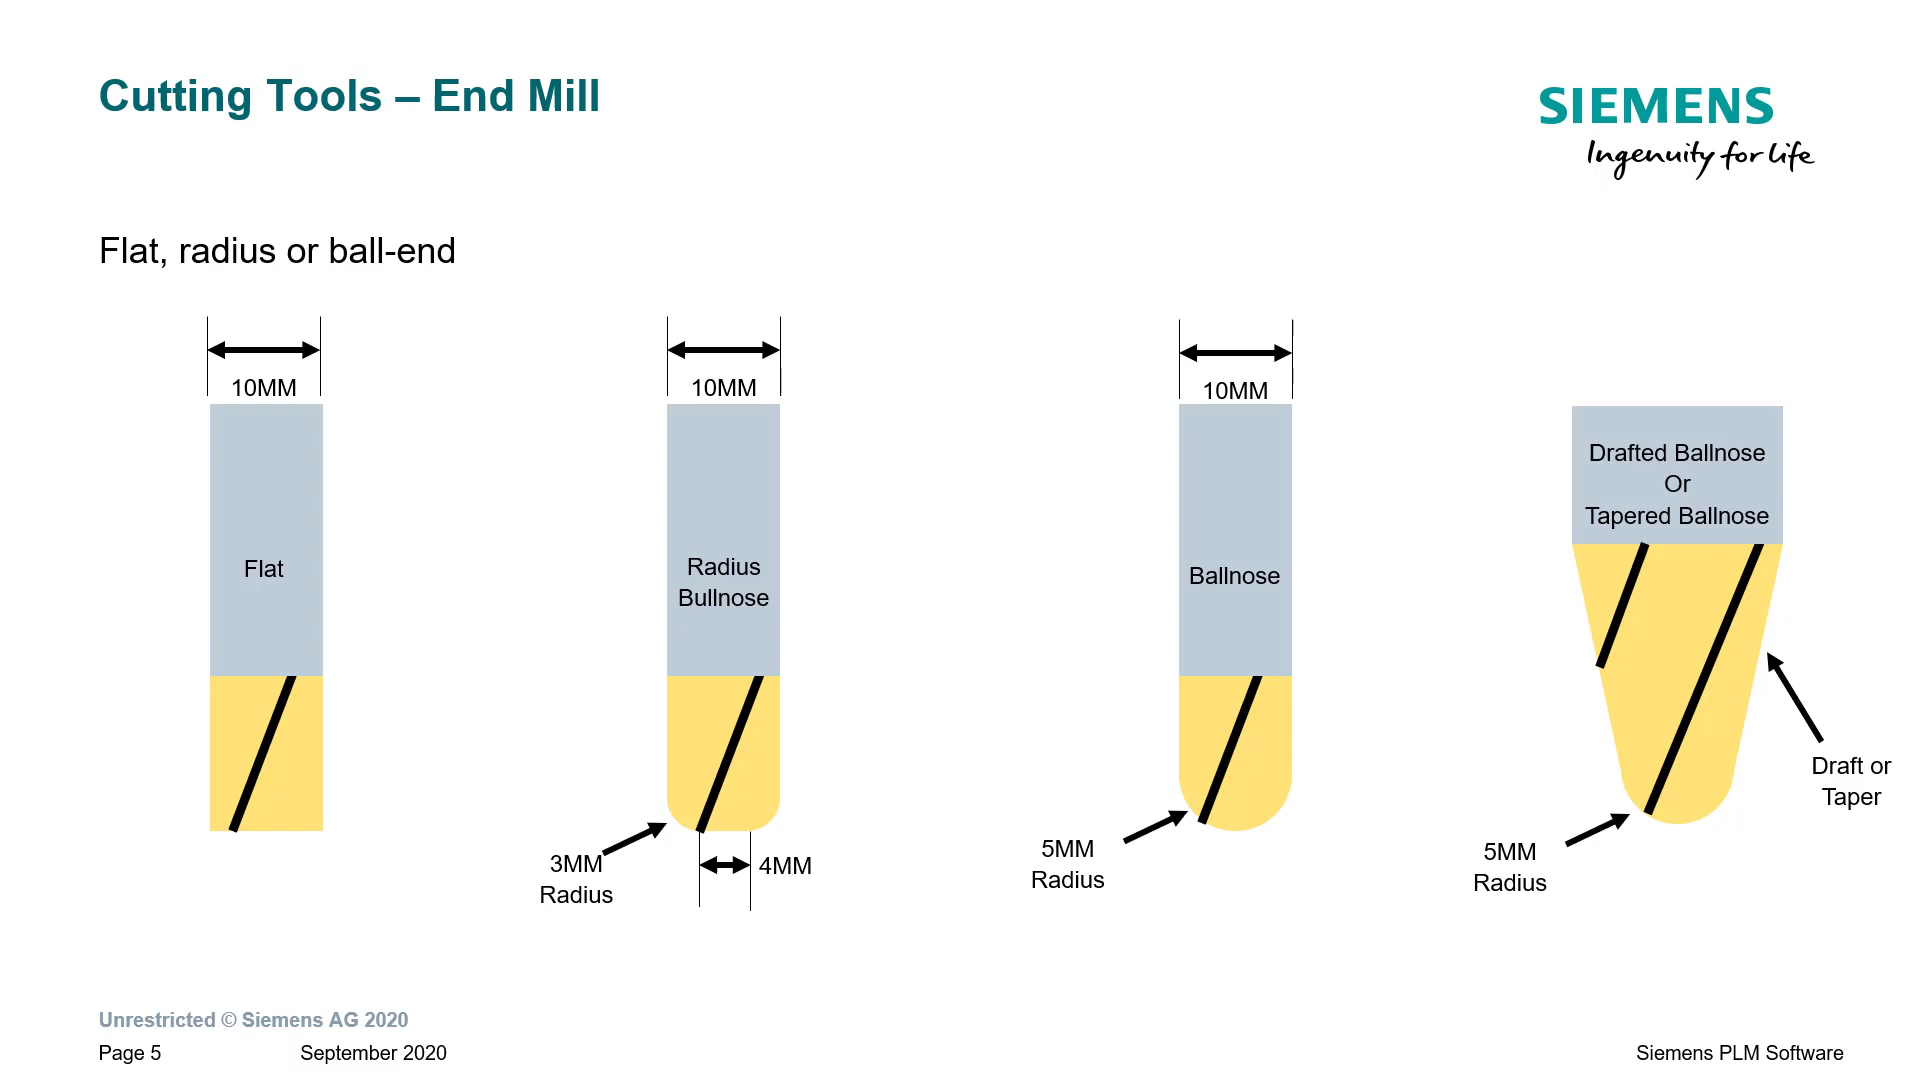 Cutting Tools – End Mill
SIEMENS
Ingenuity for life
Flat, radius or ball-end
10MM
10MM
10MM
Flat
Radius
Bullnose
Ballnose
Drafted Ballnose
Or
Tapered Ballnose
3MM
Radius
4MM
5MM
Radius
5MM
Radius
Draft or
Taper
Unrestricted © Siemens AG 2020
Page 5
September 2020
Siemens PLM Software